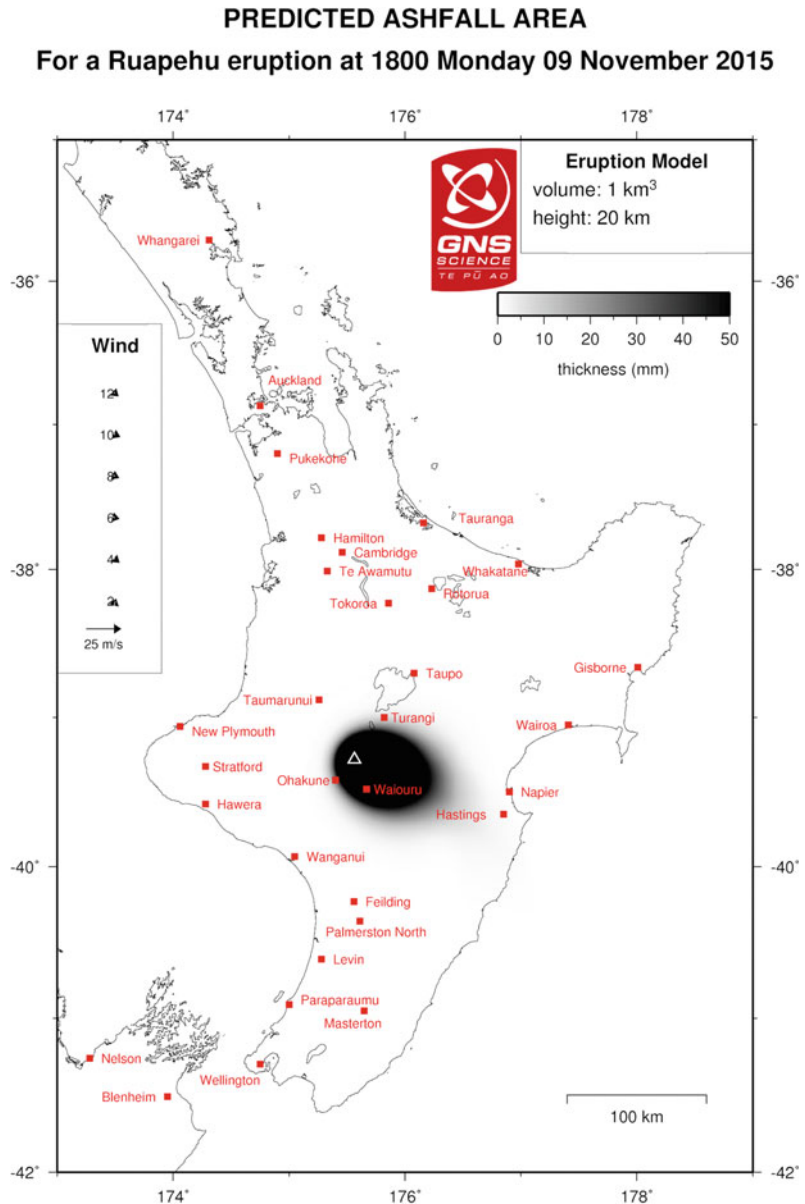 PREDICTED ASHFALL AREA
For a Ruapehu eruption at 1800 Monday 09 November 2015
174° 176° 178°
Eruption Model
volume: 1 km³
height: 20 km
GNS
SCIENCE
TE PŪ AO
0 10 20 30 40 50
thickness (mm)
Whangarei
-36° -36°
Wind
12
10
8
6
4
2
25 m/s
Auckland
Pukekohe
Tauranga
Hamilton
Cambridge
Te Awamutu
Whakatane
-38° -38°
Rotorua
Tokoroa
Taupo
Gisborne
Taumarunui
Turangi
New Plymouth
Wairoa
Stratford
Ohakune
Waiouru
Napier
Hawera
Hastings
Wanganui
-40° -40°
Feilding
Palmerston North
Levin
Paraparaumu
Masterton
Nelson
Wellington
Blenheim
100 km
-42° -42°
174° 176° 178°